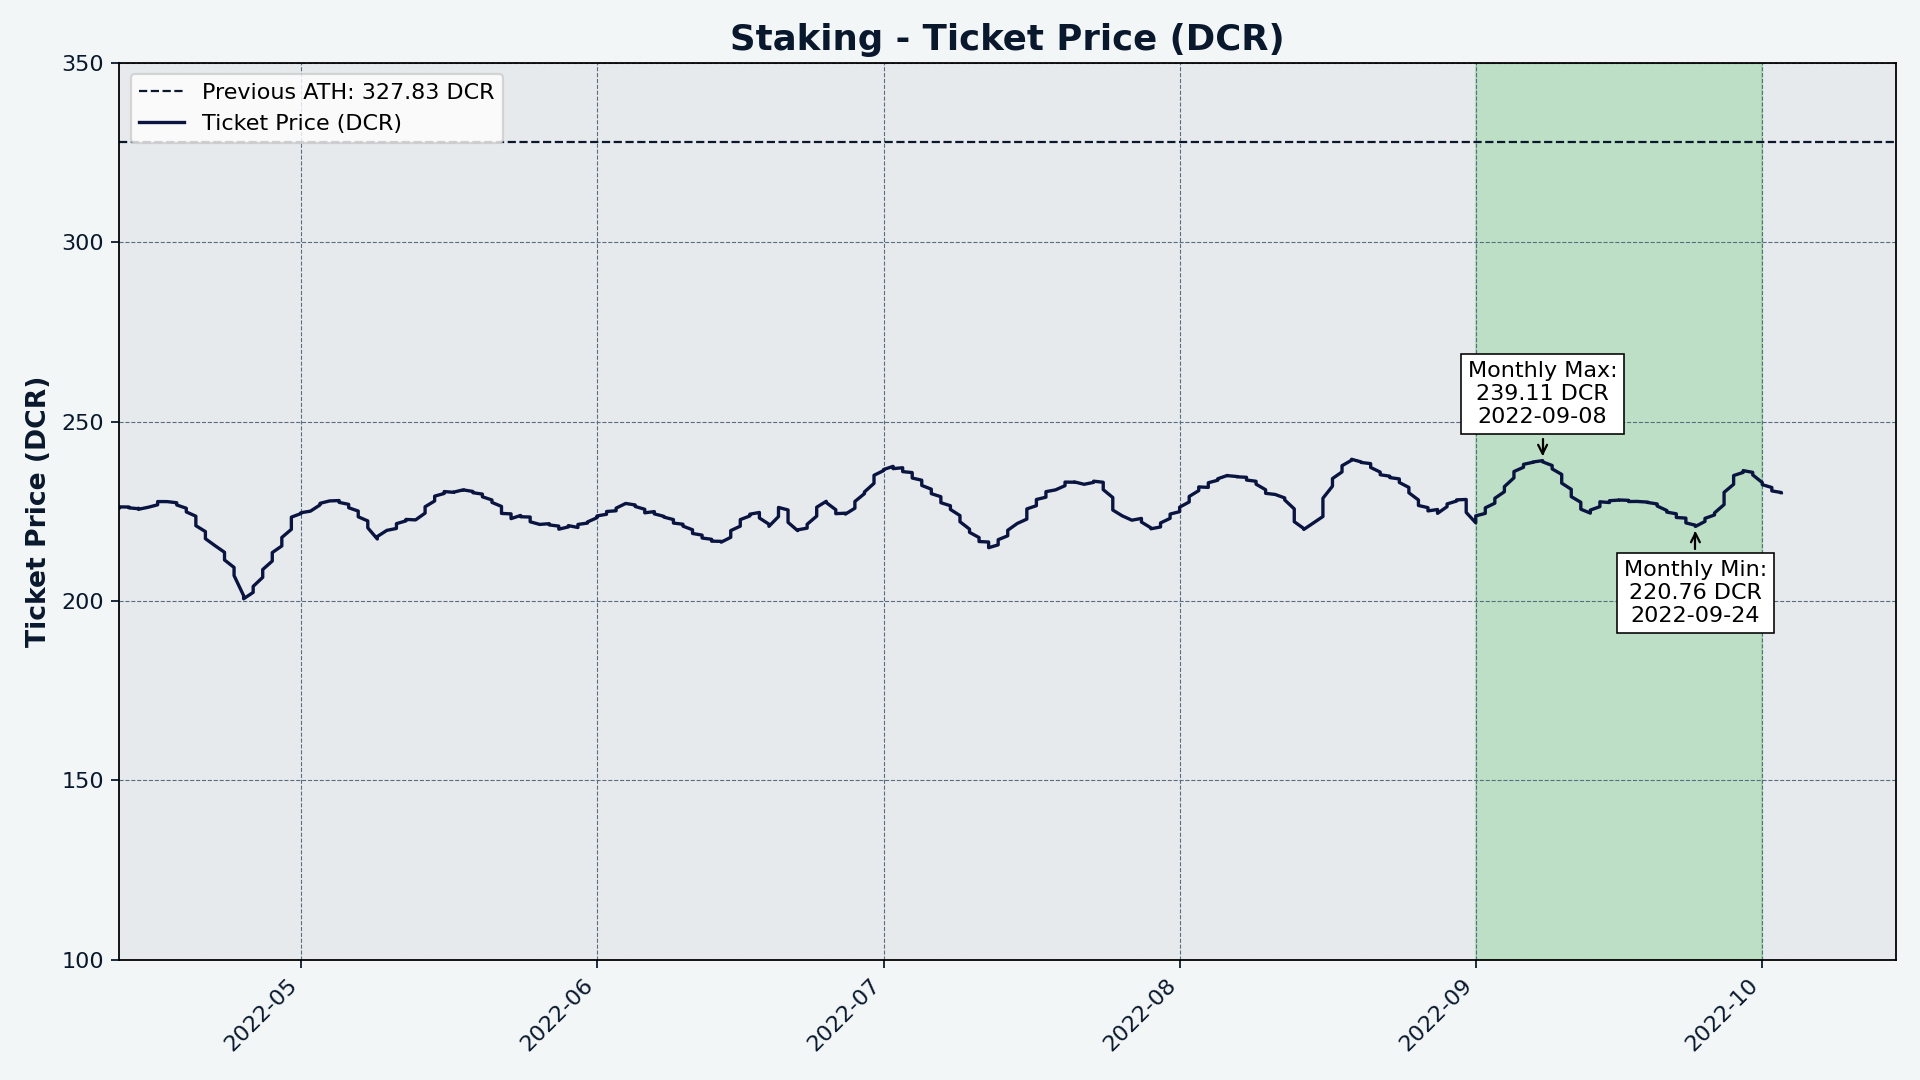 Staking - Ticket Price (DCR)
Previous ATH: 327.83 DCR
Ticket Price (DCR)
Ticket Price (DCR)
350
300
250
200
150
100
Monthly Max:
239.11 DCR
2022-09-08
Monthly Min:
220.76 DCR
2022-09-24
2022-05
2022-06
2022-07
2022-08
2022-09
2022-10